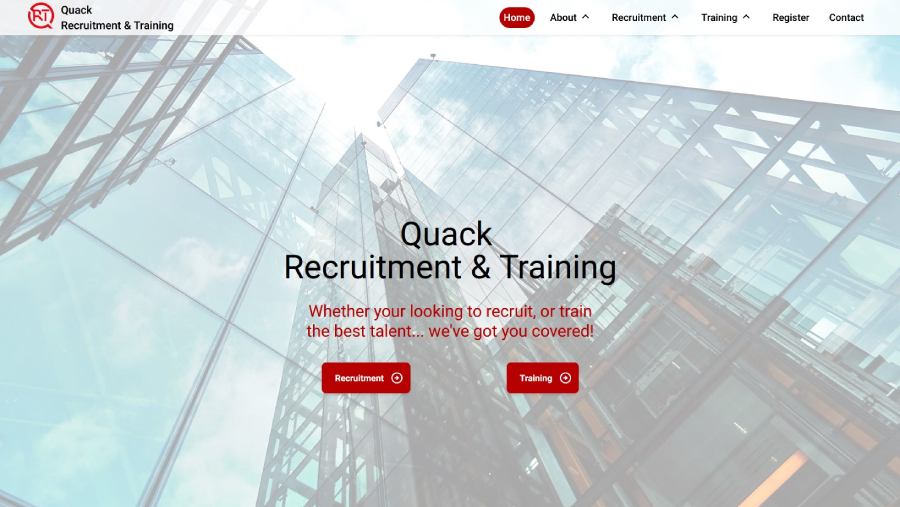 QRT
Quack
Recruitment & Training
Home About Recruitment Training Register Contact
Quack
Recruitment & Training
Whether your looking to recruit, or train
the best talent... we've got you covered!
Recruitment
Training